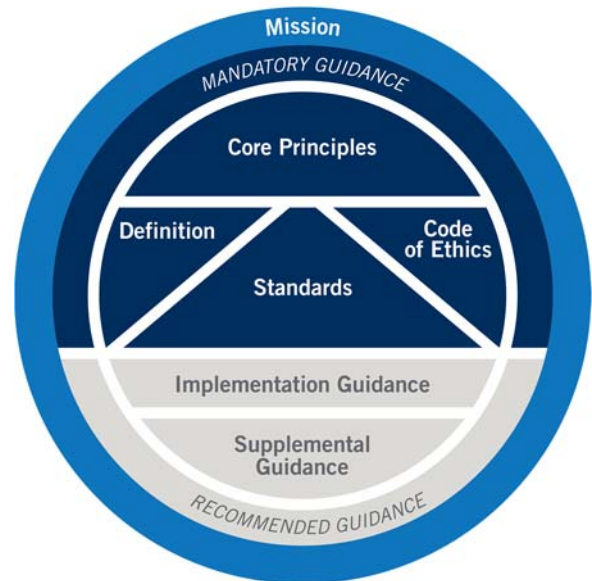 Mission
MANDATORY GUIDANCE
Core Principles
Definition
Code
of Ethics
Standards
Implementation Guidance
Supplemental
Guidance
RECOMMENDED GUIDANCE